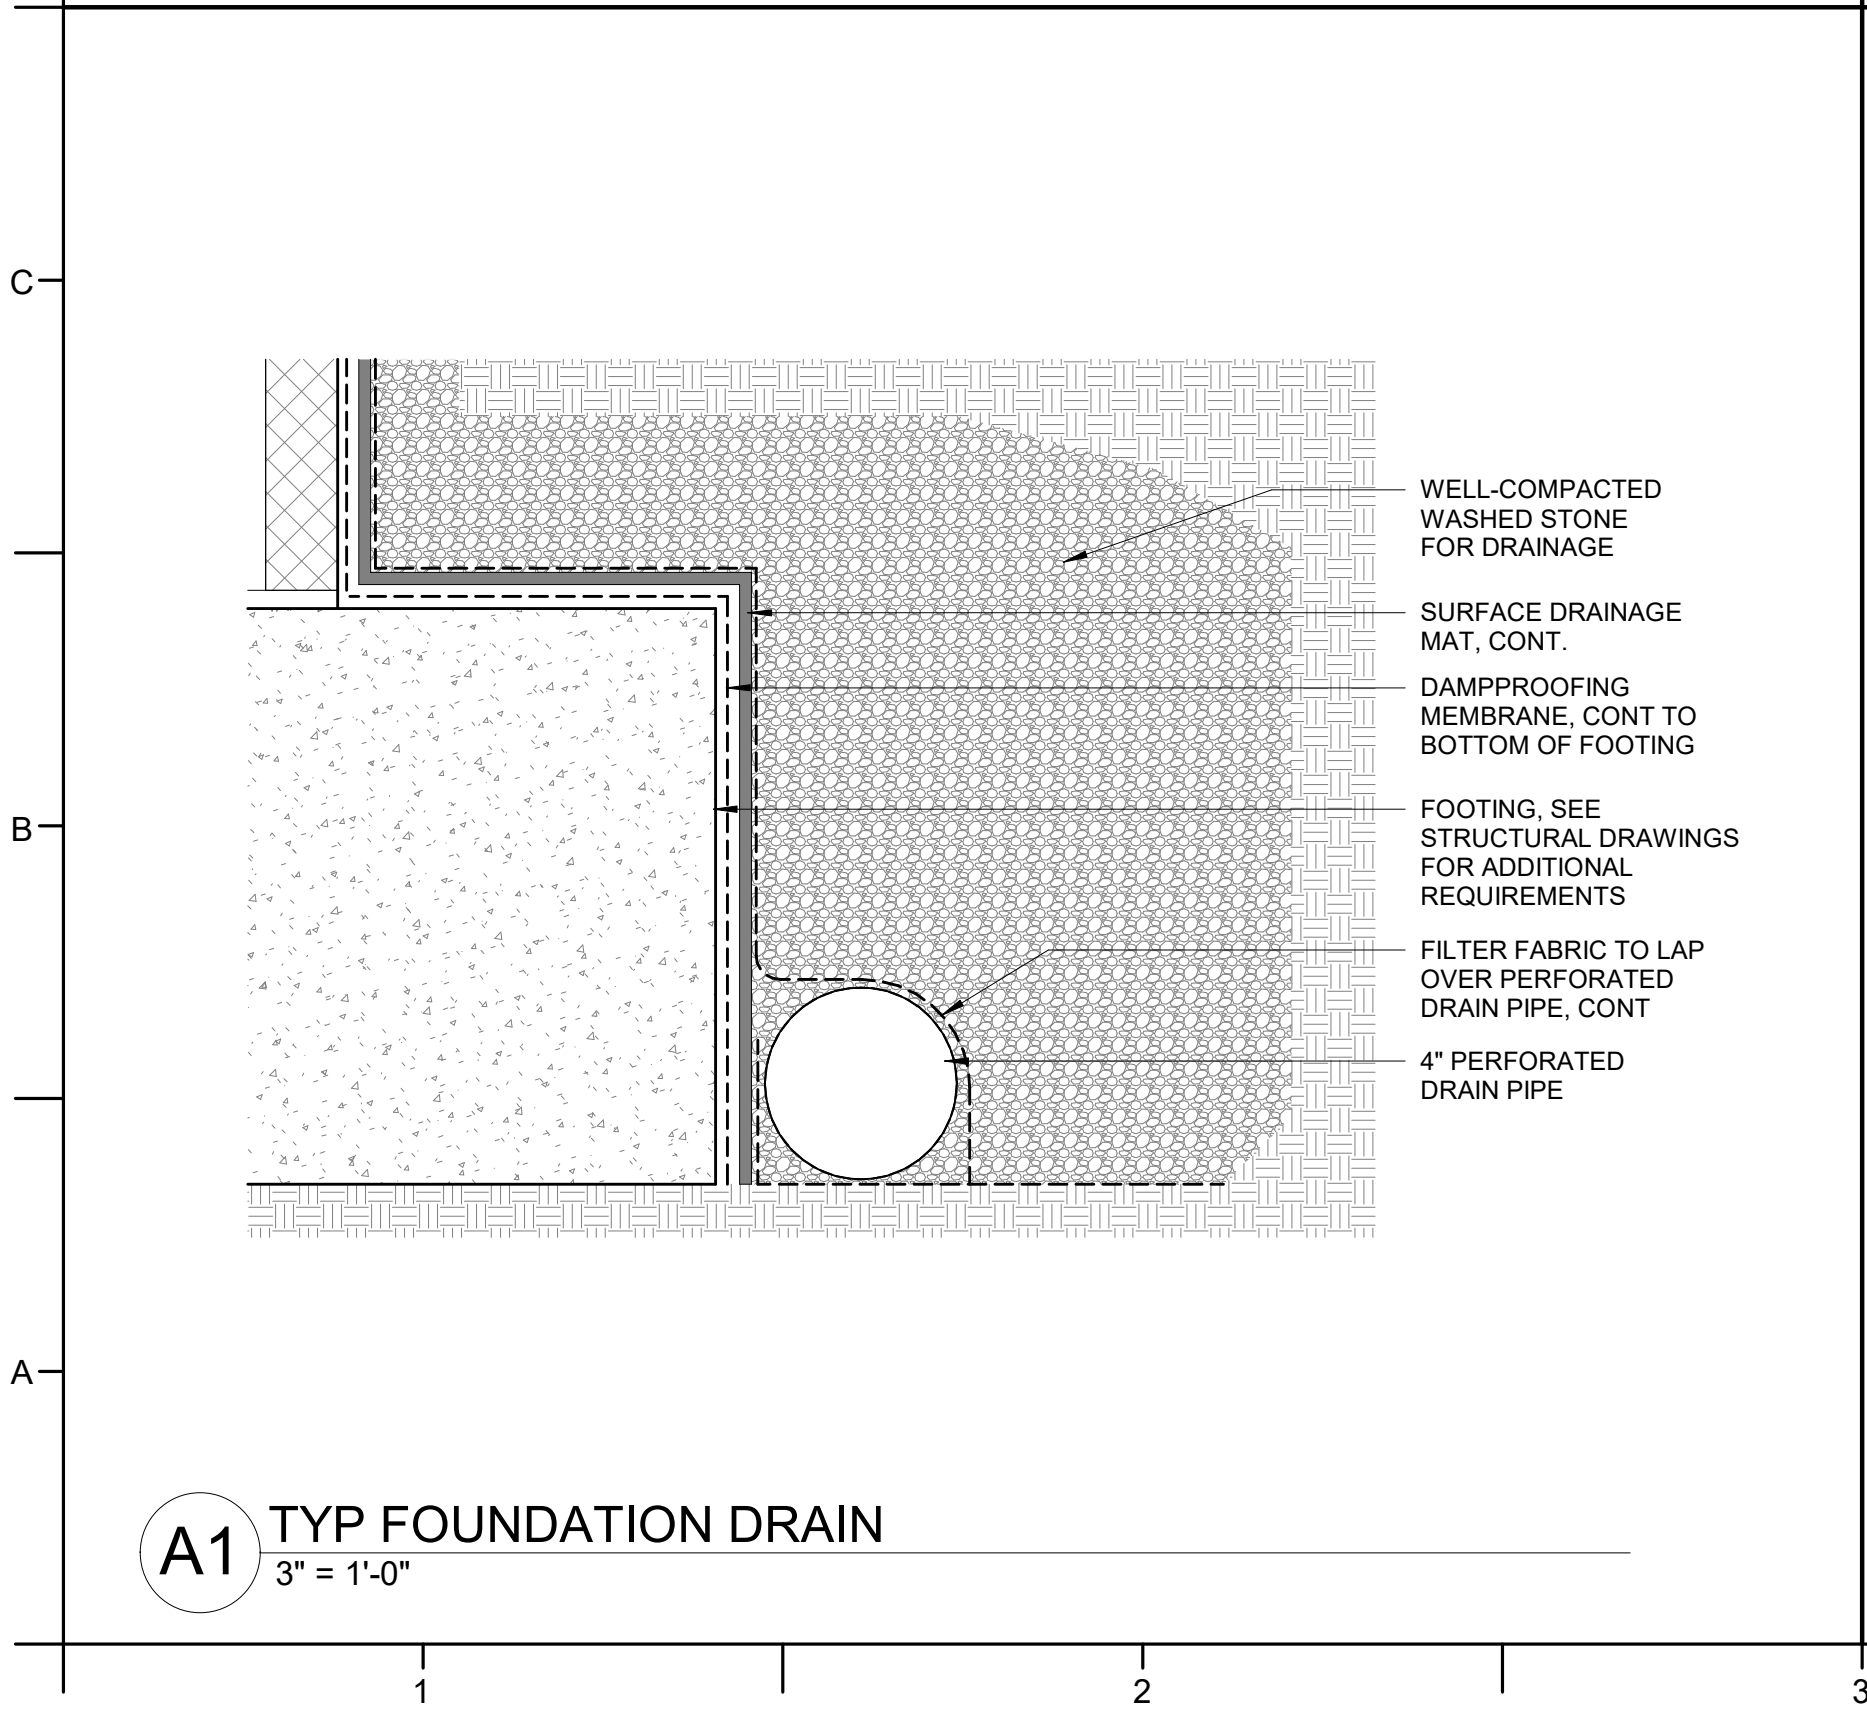 C
WELL-COMPACTED
WASHED STONE
FOR DRAINAGE
SURFACE DRAINAGE
MAT, CONT.
DAMPPROOFING
MEMBRANE, CONT TO
BOTTOM OF FOOTING
B
FOOTING, SEE
STRUCTURAL DRAWINGS
FOR ADDITIONAL
REQUIREMENTS
FILTER FABRIC TO LAP
OVER PERFORATED
DRAIN PIPE, CONT
4" PERFORATED
DRAIN PIPE
A
A1
TYP FOUNDATION DRAIN
3" = 1'-0"
1
2
3